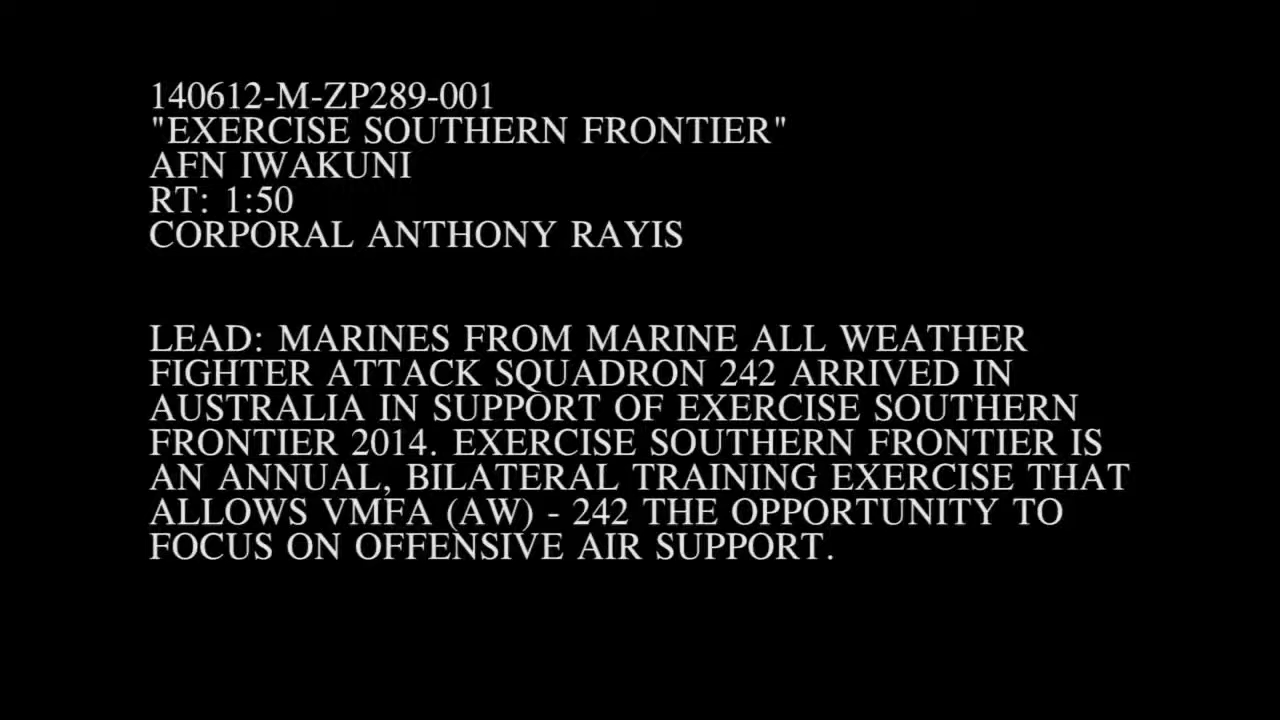 140612-M-ZP289-001
"EXERCISE SOUTHERN FRONTIER"
AFN IWAKUNI
RT: 1:50
CORPORAL ANTHONY RAYIS
LEAD: MARINES FROM MARINE ALL WEATHER
FIGHTER ATTACK SQUADRON 242 ARRIVED IN
AUSTRALIA IN SUPPORT OF EXERCISE SOUTHERN
FRONTIER 2014. EXERCISE SOUTHERN FRONTIER IS
AN ANNUAL, BILATERAL TRAINING EXERCISE THAT
ALLOWS VMFA (AW) - 242 THE OPPORTUNITY TO
FOCUS ON OFFENSIVE AIR SUPPORT.